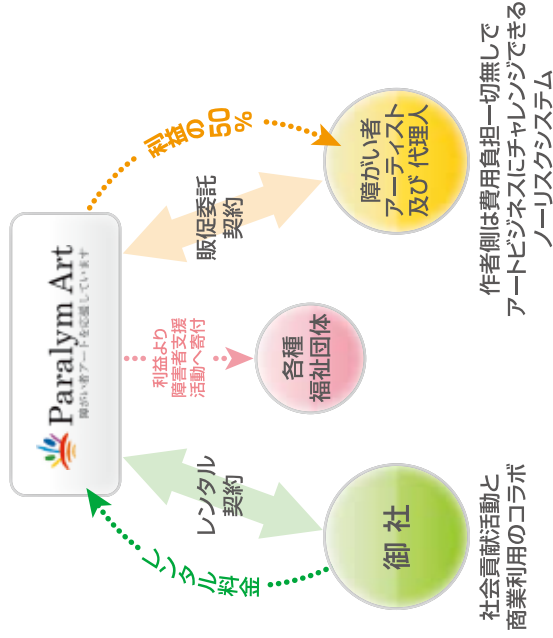 Paralym Art
障がい者アートを応援しています
レンタル料金
レンタル
契約
利益より
障害者支援
活動へ寄付
販促委託
契約
利益の50%
御社
各種
福祉団体
障がい者
アーティスト
及び 代理人
社会貢献活動と
商業利用のコラボ
作者側は費用負担一切無しで
アートビジネスにチャレンジできる
ノーリスクシステム